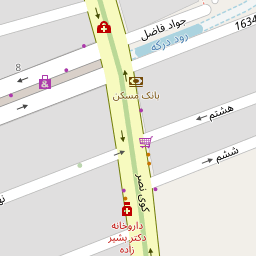 جواد فاضل
1634
رود درکه
8
بانک مسکن
هشتم
ششم
کوی نصر
داروخانه
دکتر بشیر
زاده